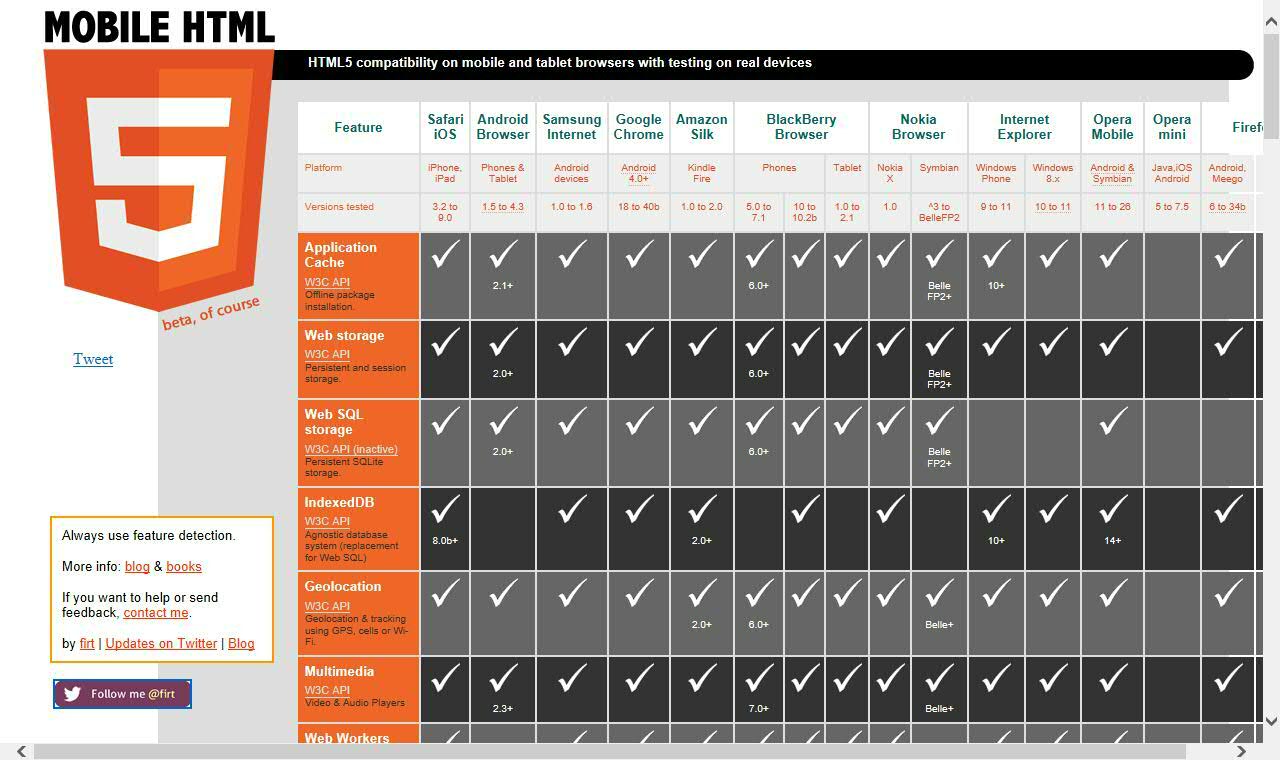 MOBILE HTML
5
HTML5 compatibility on mobile and tablet browsers with testing on real devices
beta, of course
Tweet
Always use feature detection.
More info: blog & books
If you want to help or send
feedback, contact me.
by firt | Updates on Twitter | Blog
Follow me @firt
Feature
Safari
iOS
Android
Browser
Samsung
Internet
Google
Chrome
Amazon
Silk
BlackBerry
Browser
Nokia
Browser
Internet
Explorer
Opera
Mobile
Opera
mini
Platform
iPhone,
iPad
Phones &
Tablet
Android
devices
Android
4.0+
Kindle
Fire
Phones
Tablet
Nokia
X
Symbian
Windows
Phone
Windows
8.x
Android &
Symbian
Java,iOS
Android
Android,
Meego
Versions tested
3.2 to
9.0
1.5 to 4.3
1.0 to 1.6
18 to 40b
1.0 to 2.0
5.0 to
7.1
10 to
10.2b
1.0 to
2.1
1.0
^3 to
BelleFP2
9 to 11
10 to 11
11 to 26
5 to 7.5
6 to 34b
Application
Cache
W3C API
Offline package
installation.
2.1+
6.0+
Belle
FP2+
10+
Web storage
W3C API
Persistent and session
storage.
2.0+
6.0+
Belle
FP2+
Web SQL
storage
W3C API (inactive)
Persistent SQLite
storage.
2.0+
6.0+
Belle
FP2+
IndexedDB
W3C API
Agnostic database
system (replacement
for Web SQL)
8.0b+
2.0+
10+
14+
Geolocation
W3C API
Geolocation & tracking
using GPS, cells or Wi-
Fi.
2.0+
6.0+
Belle+
Multimedia
W3C API
Video & Audio Players
2.3+
7.0+
Belle+
Web Workers